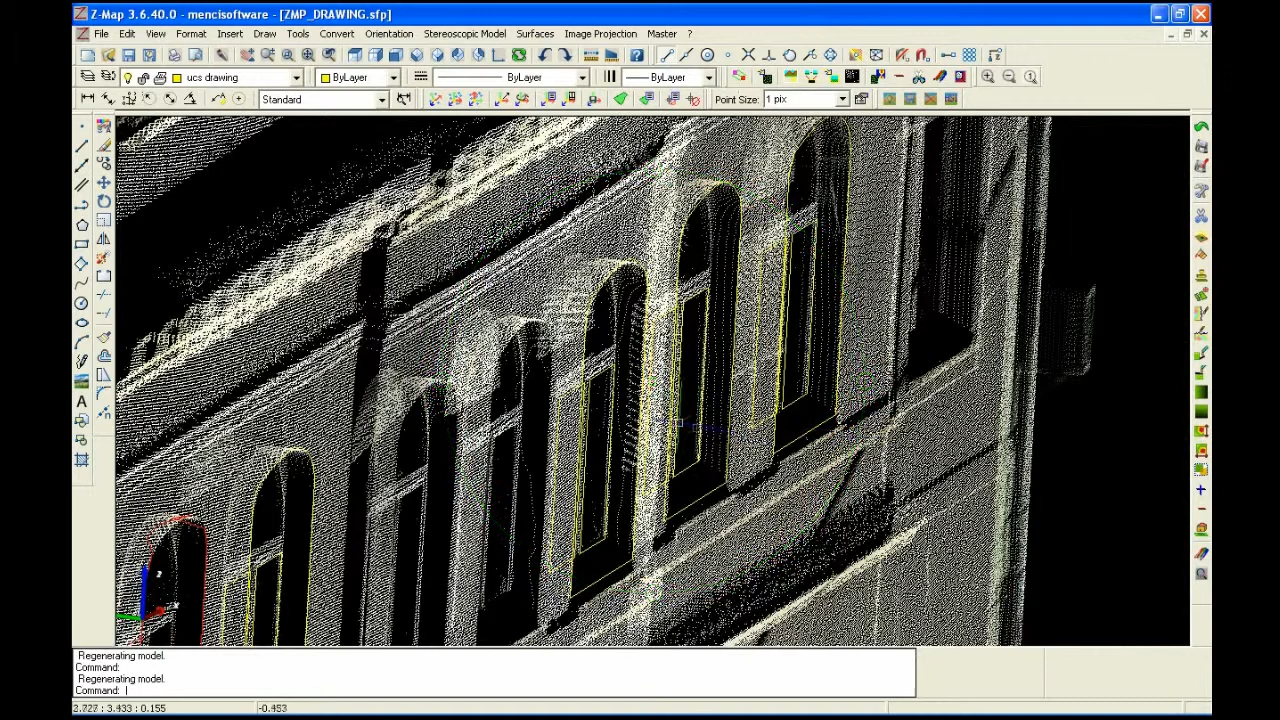 Z-Map 3.6.40.0 - mencisoftware - [ZMP_DRAWING.sfp]
File Edit View Format Insert Draw Tools Convert Orientation Stereoscopic Model Surfaces Image Projection Master ?
ucs drawing ByLayer ByLayer ByLayer
Standard Point Size: 1 pix
Regenerating model.
Command:
Regenerating model.
Command:
2.727 : 3.433 : 0.155 -0.453